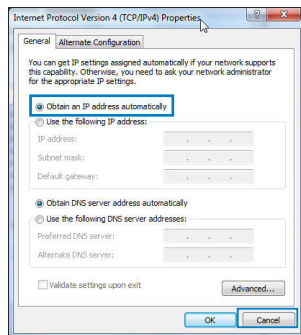 Internet Protocol Version 4 (TCP/IPv4) Properties
General
Alternate Configuration
You can get IP settings assigned automatically if your network supports
this capability. Otherwise, you need to ask your network administrator
for the appropriate IP settings.
Obtain an IP address automatically
Use the following IP address:
IP address:
Subnet mask:
Default gateway:
Obtain DNS server address automatically
Use the following DNS server addresses:
Preferred DNS server:
Alternate DNS server:
Validate settings upon exit
Advanced...
OK
Cancel